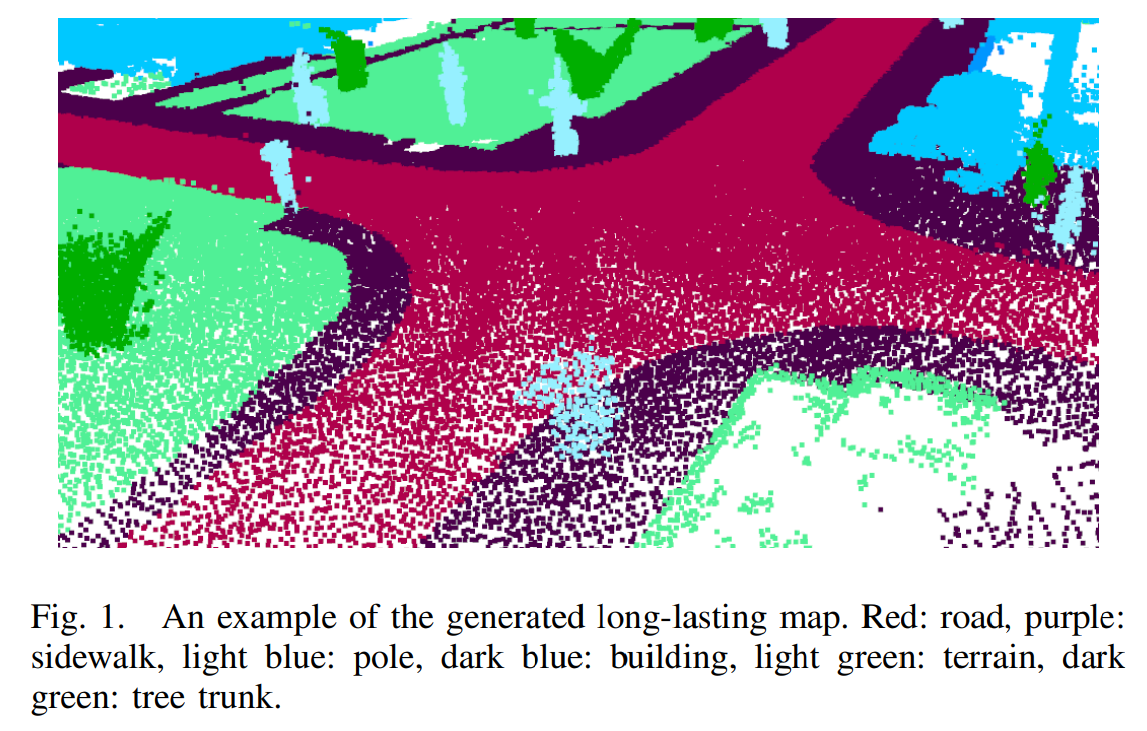 Fig. 1. An example of the generated long-lasting map. Red: road, purple:
sidewalk, light blue: pole, dark blue: building, light green: terrain, dark
green: tree trunk.